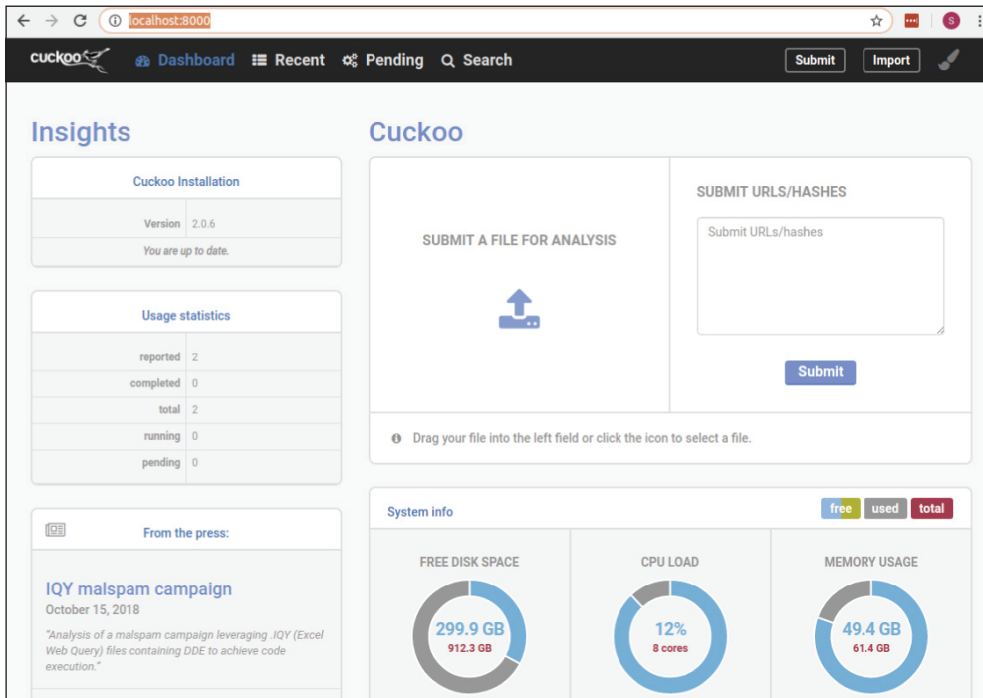 localhost:8000
S
cuckoo
Dashboard Recent Pending Search
Submit Import
Insights
Cuckoo Installation
Version 2.0.6
You are up to date.
Usage statistics
reported 2
completed 0
total 2
running 0
pending 0
From the press:
IQY malspam campaign
October 15, 2018
"Analysis of a malspam campaign leveraging .IQY (Excel
Web Query) files containing DDE to achieve code
execution."
Cuckoo
SUBMIT A FILE FOR ANALYSIS
SUBMIT URLS/HASHES
Submit URLs/hashes
Submit
Drag your file into the left field or click the icon to select a file.
System info
free used total
FREE DISK SPACE
299.9 GB
912.3 GB
CPU LOAD
12%
8 cores
MEMORY USAGE
49.4 GB
61.4 GB